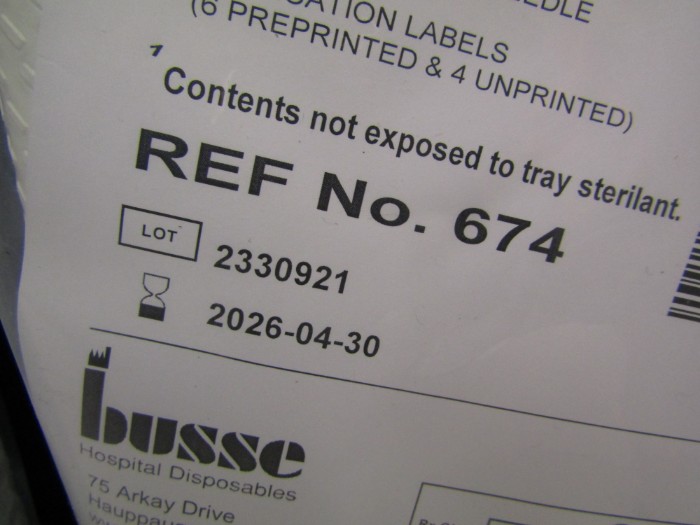 LABELS
(6 PREPRINTED & 4 UNPRINTED)
Contents not exposed to tray sterilant.
REF No. 674
LOT 2330921
2026-04-30
busse
Hospital Disposables
75 Arkay Drive